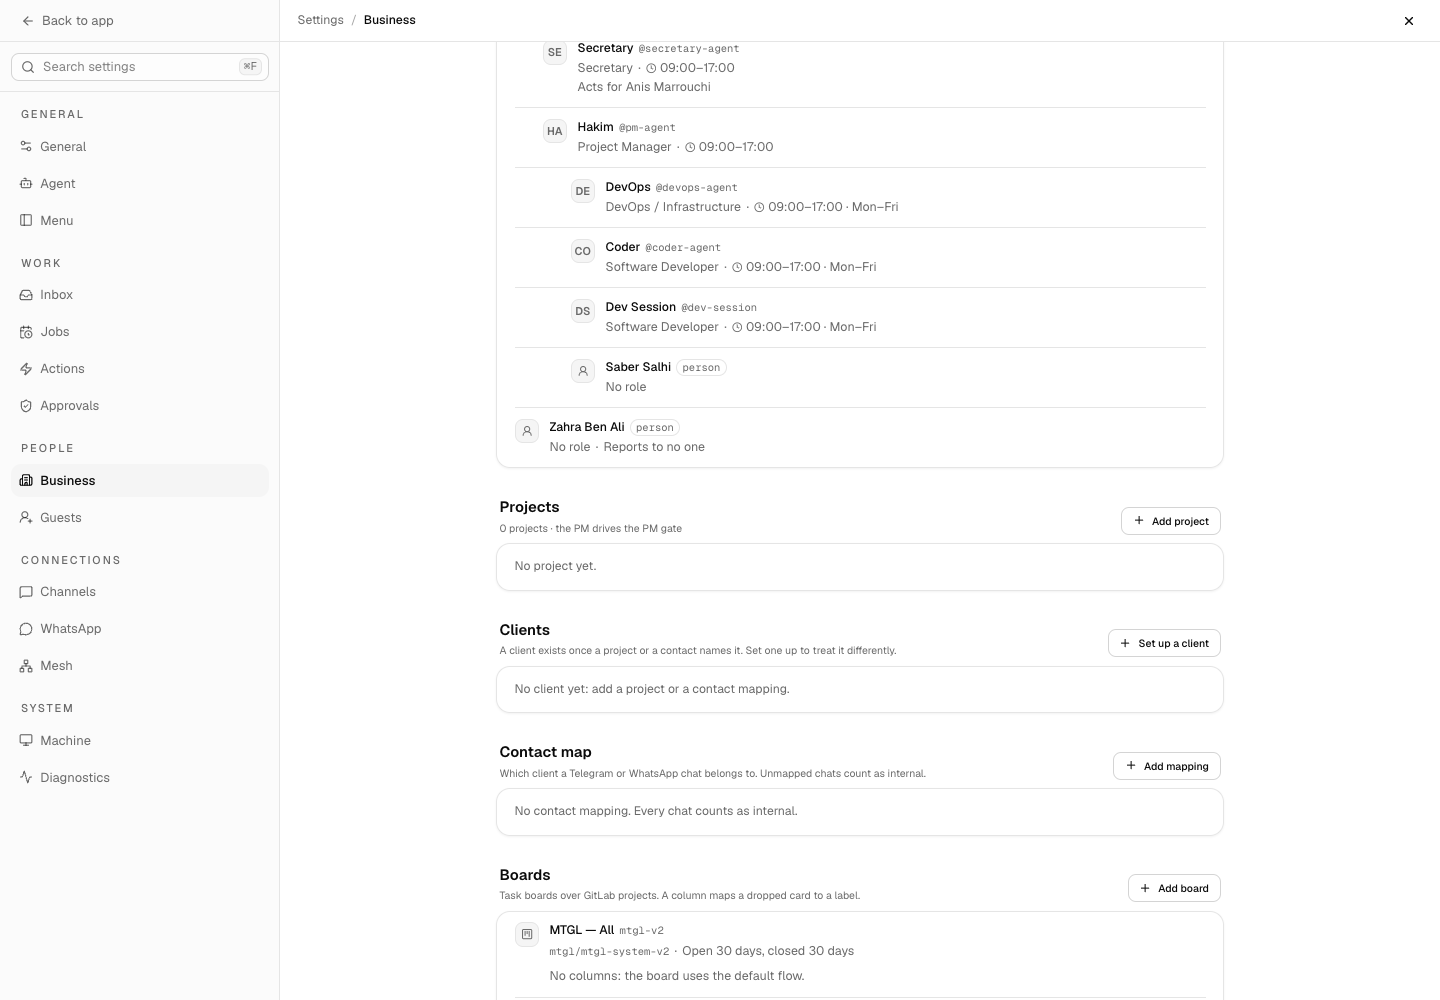 Back to app
Settings / Business
Search settings ⌘F
GENERAL
General
Agent
Menu
WORK
Inbox
Jobs
Actions
Approvals
PEOPLE
Business
Guests
CONNECTIONS
Channels
WhatsApp
Mesh
SYSTEM
Machine
Diagnostics
SE Secretary @secretary-agent
Secretary · 09:00–17:00
Acts for Anis Marrouchi
HA Hakim @pm-agent
Project Manager · 09:00–17:00
DE DevOps @devops-agent
DevOps / Infrastructure · 09:00–17:00 · Mon–Fri
CO Coder @coder-agent
Software Developer · 09:00–17:00 · Mon–Fri
DS Dev Session @dev-session
Software Developer · 09:00–17:00 · Mon–Fri
Saber Salhi person
No role
Zahra Ben Ali person
No role · Reports to no one
Projects
0 projects · the PM drives the PM gate
Add project
No project yet.
Clients
A client exists once a project or a contact names it. Set one up to treat it differently.
Set up a client
No client yet: add a project or a contact mapping.
Contact map
Which client a Telegram or WhatsApp chat belongs to. Unmapped chats count as internal.
Add mapping
No contact mapping. Every chat counts as internal.
Boards
Task boards over GitLab projects. A column maps a dropped card to a label.
Add board
MTGL — All mtgl-v2
mtgl/mtgl-system-v2 · Open 30 days, closed 30 days
No columns: the board uses the default flow.